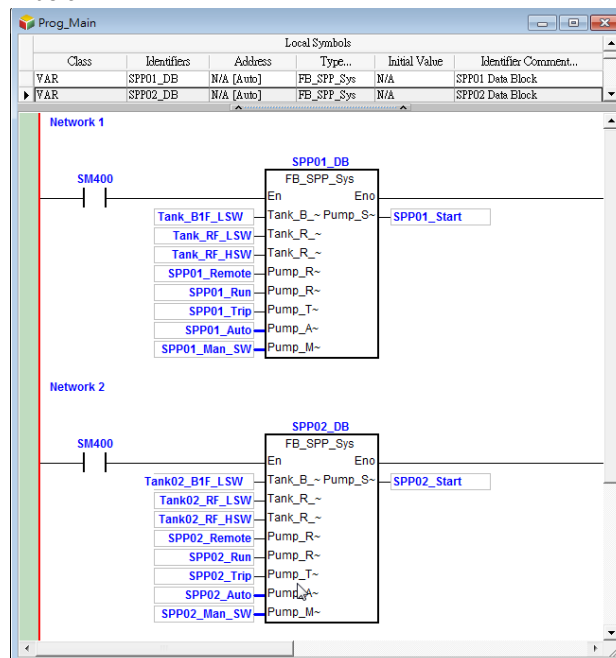 Prog_Main
Local Symbols
Class Identifiers Address Type... Initial Value Identifier Comment...
VAR SPP01_DB N/A [Auto] FB_SPP_Sys N/A SPP01 Data Block
VAR SPP02_DB N/A [Auto] FB_SPP_Sys N/A SPP02 Data Block
Network 1
SPP01_DB
SM400 FB_SPP_Sys
En Eno
Tank_B1F_LSW Tank_B_~ Pump_S~ SPP01_Start
Tank_RF_LSW Tank_R_~
Tank_RF_HSW Tank_R_~
SPP01_Remote Pump_R~
SPP01_Run Pump_R~
SPP01_Trip Pump_T~
SPP01_Auto Pump_A~
SPP01_Man_SW Pump_M~
Network 2
SPP02_DB
SM400 FB_SPP_Sys
En Eno
Tank02_B1F_LSW Tank_B_~ Pump_S~ SPP02_Start
Tank02_RF_LSW Tank_R_~
Tank02_RF_HSW Tank_R_~
SPP02_Remote Pump_R~
SPP02_Run Pump_R~
SPP02_Trip Pump_T~
SPP02_Auto Pump_A~
SPP02_Man_SW Pump_M~